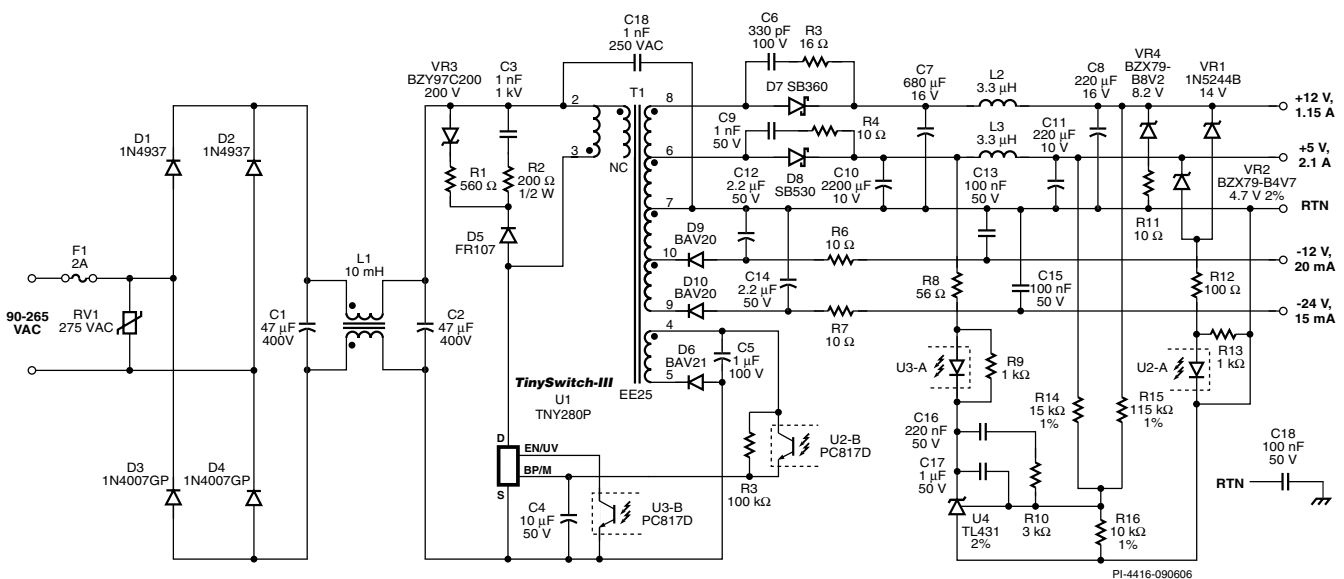 C18
1 nF
250 VAC
C6
330 pF
100 V
R3
16 Ω
VR3
BZY97C200
200 V
C3
1 nF
1 kV
T1
D7 SB360
C7
680 µF
16 V
L2
3.3 µH
C8
220 µF
16 V
VR4
BZX79-
B8V2
8.2 V
VR1
1N5244B
14 V
+12 V,
1.15 A
2
8
D1
1N4937
D2
1N4937
C9
1 nF
50 V
R4
10 Ω
L3
3.3 µH
C11
220 µF
10 V
+5 V,
2.1 A
3
NC
6
R1
560 Ω
R2
200 Ω
1/2 W
C12
2.2 µF
50 V
D8
SB530
C10
2200 µF
10 V
C13
100 nF
50 V
VR2
BZX79-B4V7
4.7 V 2%
7
RTN
D5
FR107
D9
BAV20
R6
10 Ω
R11
10 Ω
F1
2A
L1
10 mH
10
-12 V,
20 mA
D10
BAV20
C14
2.2 µF
50 V
R8
56 Ω
C15
100 nF
50 V
R12
100 Ω
90-265
VAC
RV1
275 VAC
C1
47 µF
400V
C2
47 µF
400V
9
R7
10 Ω
-24 V,
15 mA
4
D6
BAV21
C5
1 µF
100 V
5
U3-A
R9
1 kΩ
U2-A
R13
1 kΩ
TinySwitch-III
U1
TNY280P
EE25
R14
15 kΩ
1%
R15
115 kΩ
1%
D
EN/UV
BP/M
S
U2-B
PC817D
C16
220 nF
50 V
C18
100 nF
50 V
D3
1N4007GP
D4
1N4007GP
R3
100 kΩ
C17
1 µF
50 V
RTN
C4
10 µF
50 V
U3-B
PC817D
U4
TL431
2%
R10
3 kΩ
R16
10 kΩ
1%
PI-4416-090606